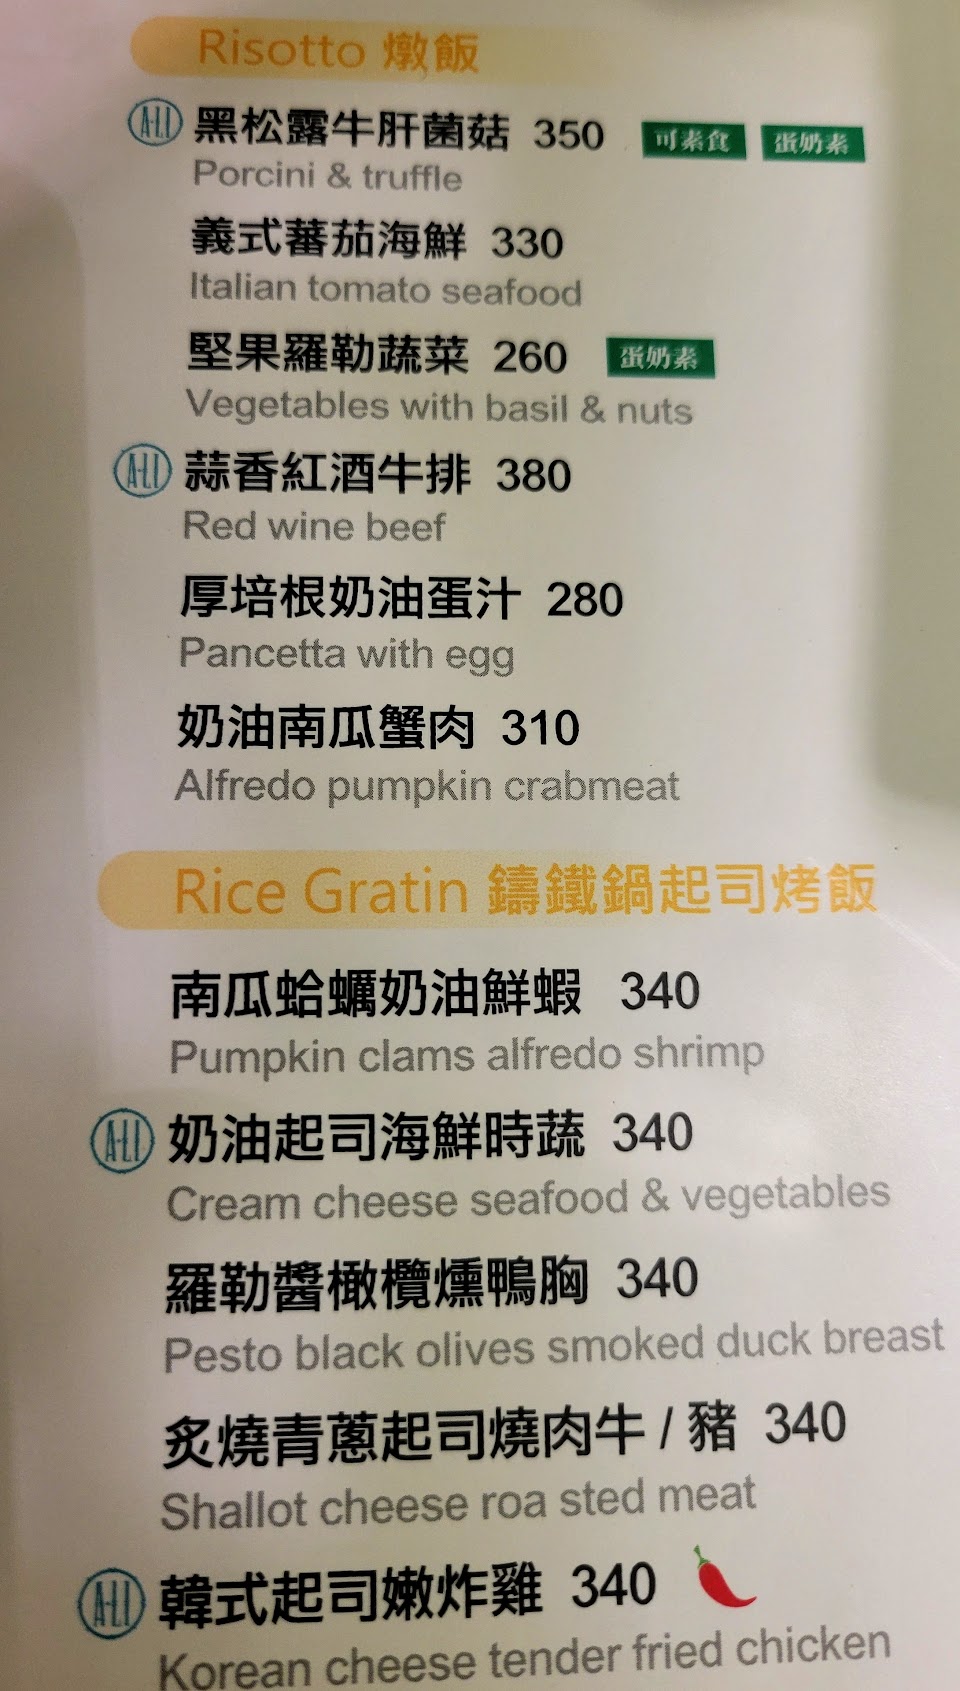 Risotto 燉飯
A-LI 黑松露牛肝菌菇 350 可素食 蛋奶素
Porcini & truffle
義式蕃茄海鮮 330
Italian tomato seafood
堅果羅勒蔬菜 260 蛋奶素
Vegetables with basil & nuts
A-LI 蒜香紅酒牛排 380
Red wine beef
厚培根奶油蛋汁 280
Pancetta with egg
奶油南瓜蟹肉 310
Alfredo pumpkin crabmeat
Rice Gratin 鑄鐵鍋起司烤飯
南瓜蛤蠣奶油鮮蝦 340
Pumpkin clams alfredo shrimp
A-LI 奶油起司海鮮時蔬 340
Cream cheese seafood & vegetables
羅勒醬橄欖燻鴨胸 340
Pesto black olives smoked duck breast
炙燒青蔥起司燒肉牛 / 豬 340
Shallot cheese roa sted meat
A-LI 韓式起司嫩炸雞 340
Korean cheese tender fried chicken